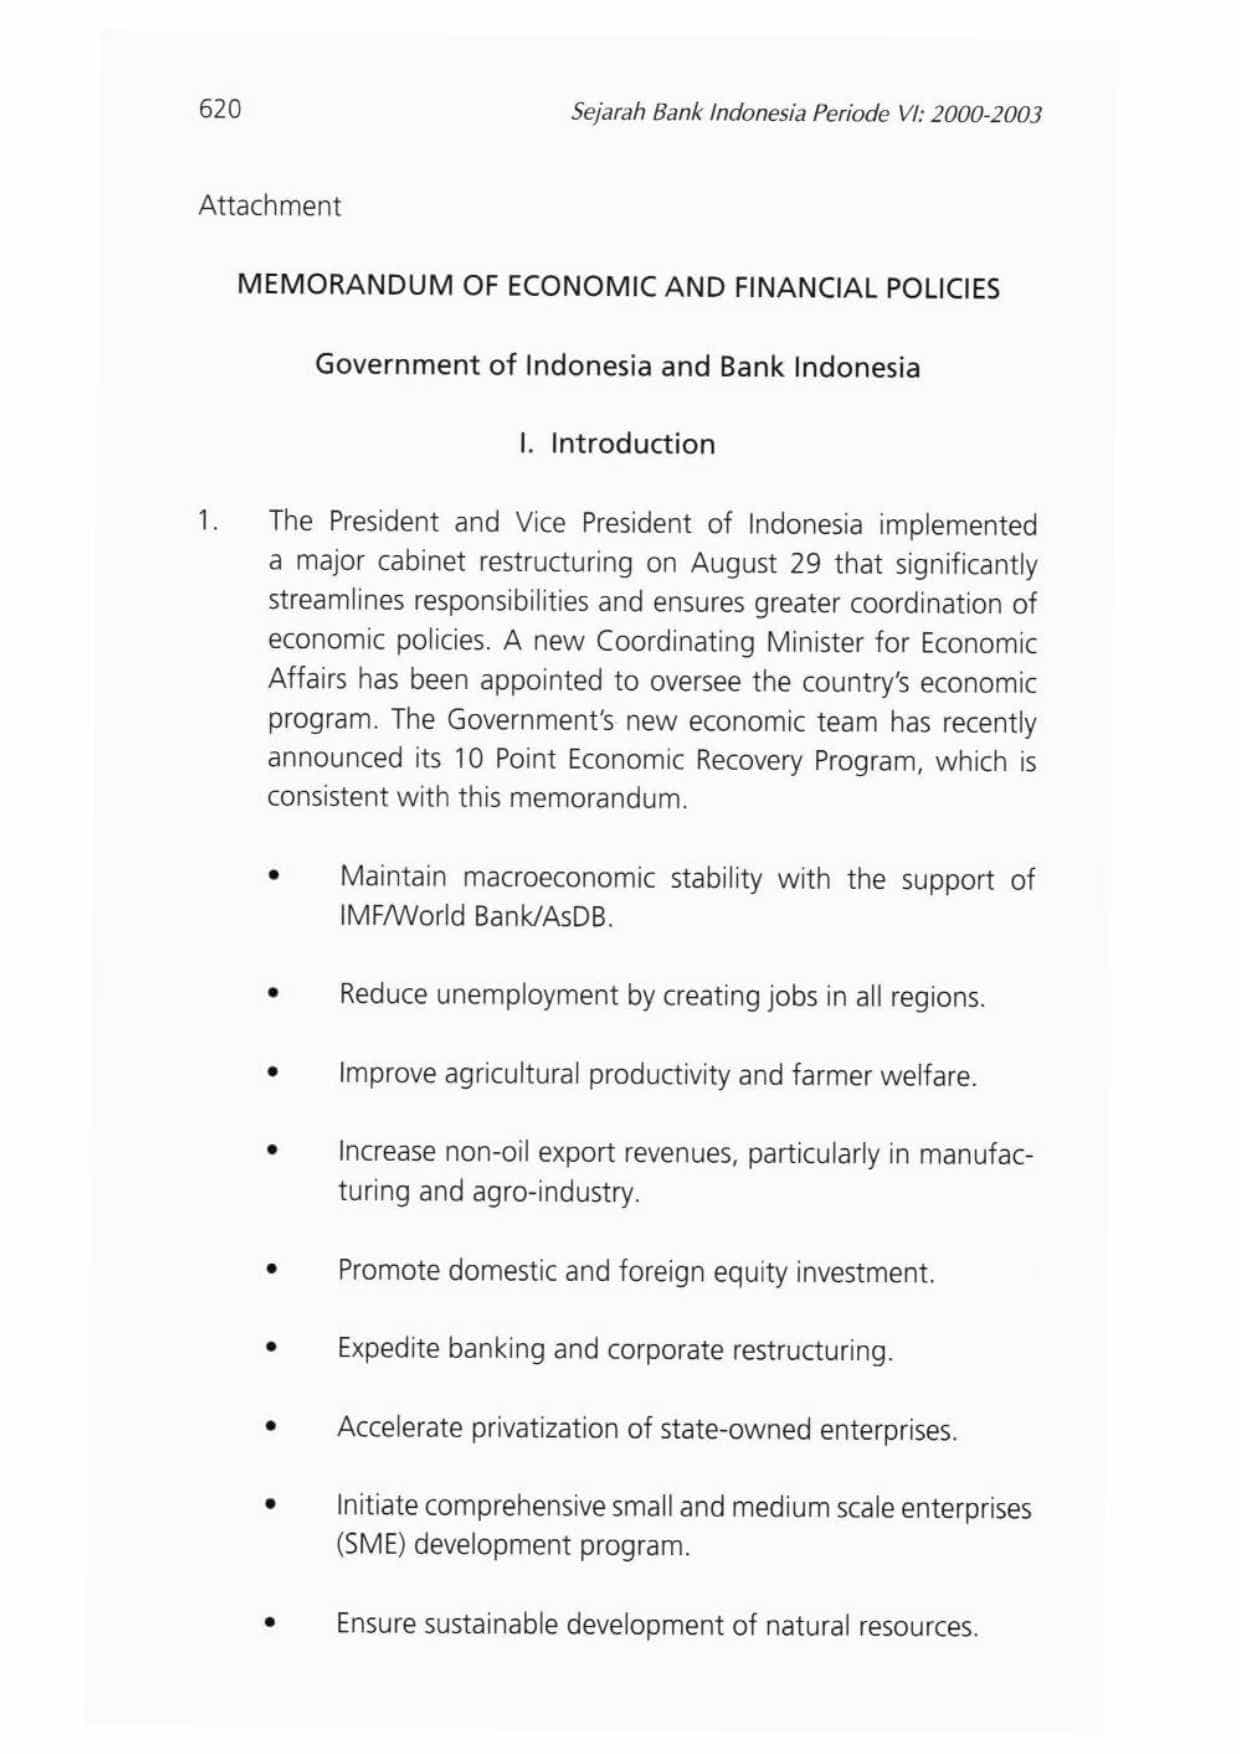 620
Sejarah Bank Indonesia Periode VI: 2000-2003
Attachment
MEMORANDUM OF ECONOMIC AND FINANCIAL POLICIES
Government of Indonesia and Bank Indonesia
I. Introduction
1. The President and Vice President of Indonesia implemented
a major cabinet restructuring on August 29 that significantly
streamlines responsibilities and ensures greater coordination of
economic policies. A new Coordinating Minister for Economic
Affairs has been appointed to oversee the country's economic
program. The Government's new economic team has recently
announced its 10 Point Economic Recovery Program, which is
consistent with this memorandum.
• Maintain macroeconomic stability with the support of
IMF/World Bank/AsDB.
• Reduce unemployment by creating jobs in all regions.
• Improve agricultural productivity and farmer welfare.
• Increase non-oil export revenues, particularly in manufac-
turing and agro-industry.
• Promote domestic and foreign equity investment.
• Expedite banking and corporate restructuring.
• Accelerate privatization of state-owned enterprises.
• Initiate comprehensive small and medium scale enterprises
(SME) development program.
• Ensure sustainable development of natural resources.